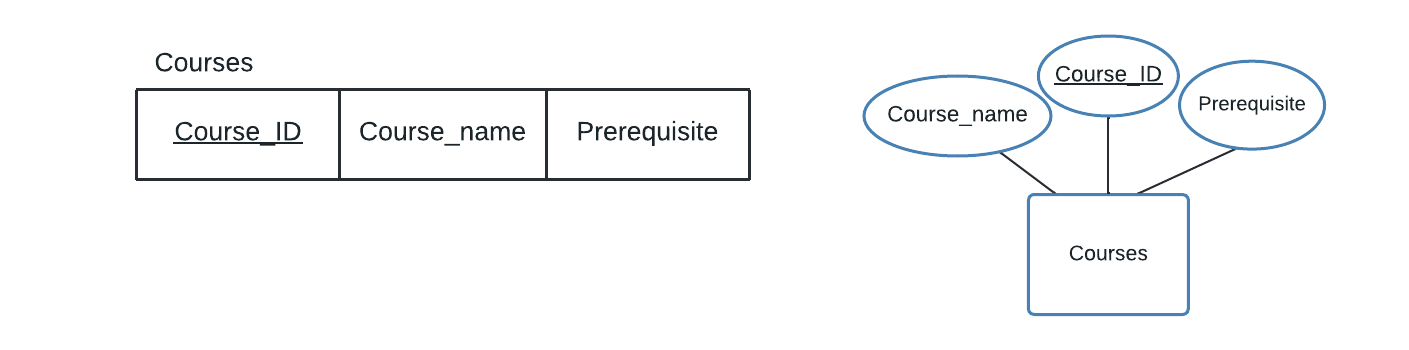 Courses
Course_ID
Course_name
Prerequisite
Course_name
Course_ID
Prerequisite
Courses